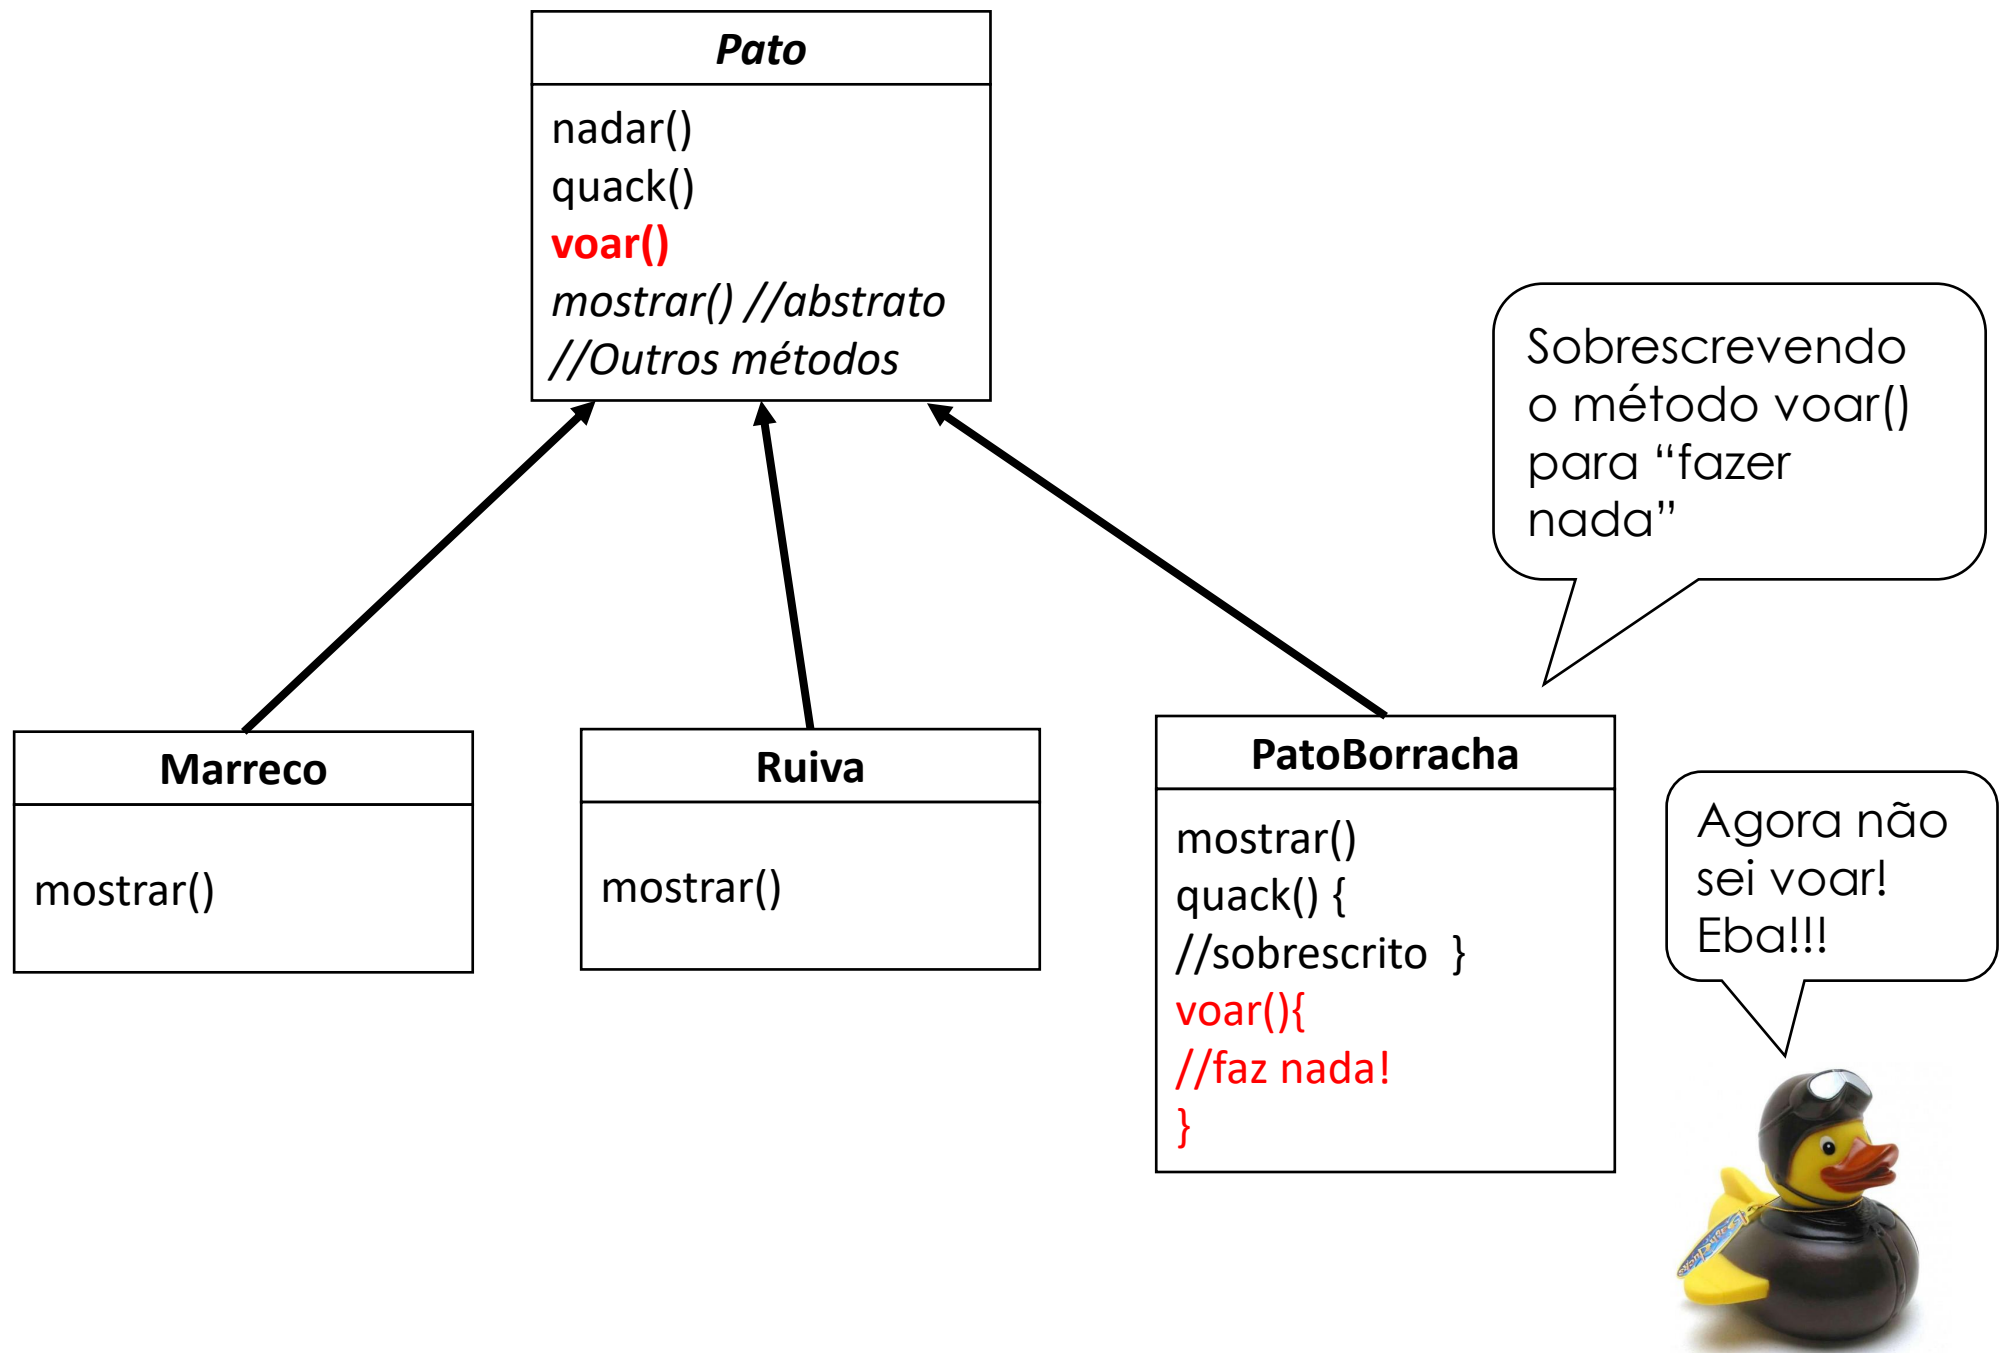 Pato
nadar()
quack()
voar()
mostrar() //abstrato
//Outros métodos
Sobrescrevendo
o método voar()
para “fazer
nada”
Marreco
mostrar()
Ruiva
mostrar()
PatoBorracha
mostrar()
quack() {
//sobrescrito }
voar(){
//faz nada!
}
Agora não
sei voar!
Eba!!!